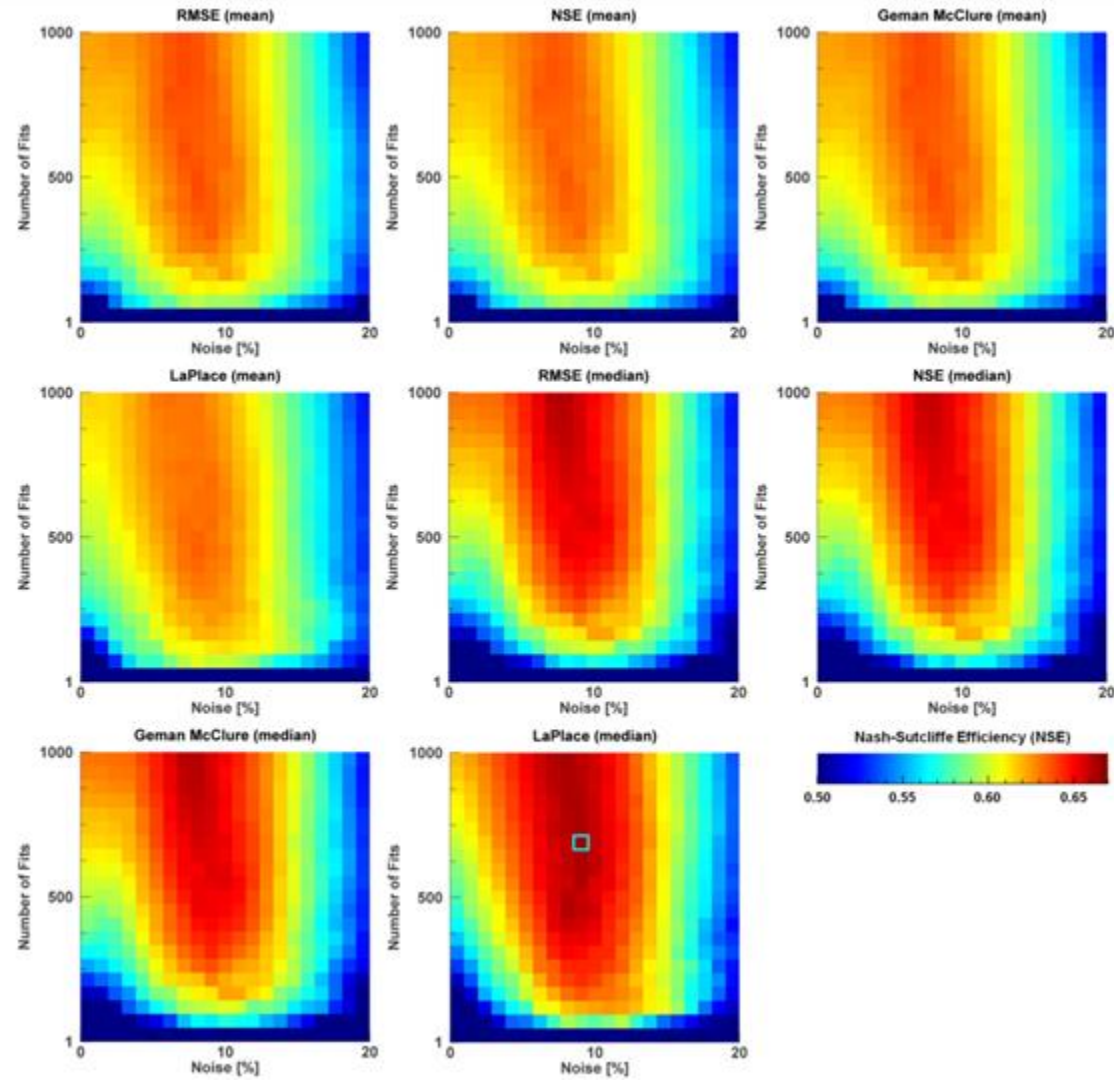 RMSE (mean)
NSE (mean)
Geman McClure (mean)
1000
500
1
0
10
20
Number of Fits
Noise [%]
1000
500
1
0
10
20
Number of Fits
Noise [%]
1000
500
1
0
10
20
Number of Fits
Noise [%]
LaPlace (mean)
RMSE (median)
NSE (median)
1000
500
1
0
10
20
Number of Fits
Noise [%]
1000
500
1
0
10
20
Number of Fits
Noise [%]
1000
500
1
0
10
20
Number of Fits
Noise [%]
Geman McClure (median)
LaPlace (median)
1000
500
1
0
10
20
Number of Fits
Noise [%]
1000
500
1
0
10
20
Number of Fits
Noise [%]
Nash-Sutcliffe Efficiency (NSE)
0.50 0.55 0.60 0.65